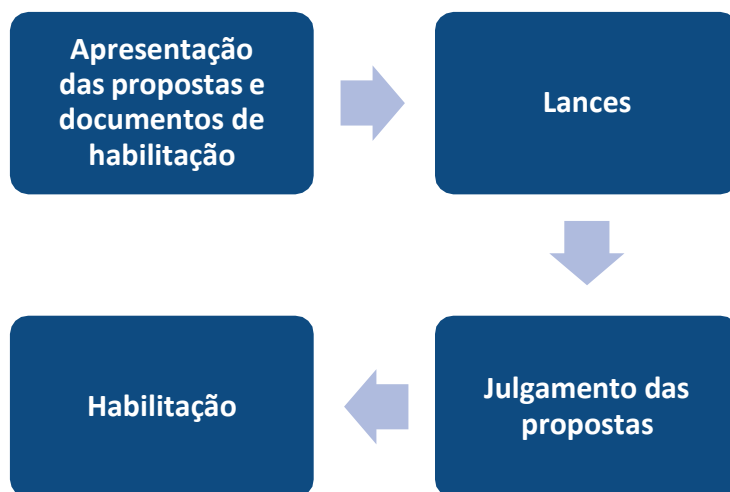 Apresentação
das propostas e
documentos de
habilitação
Lances
Julgamento das
propostas
Habilitação